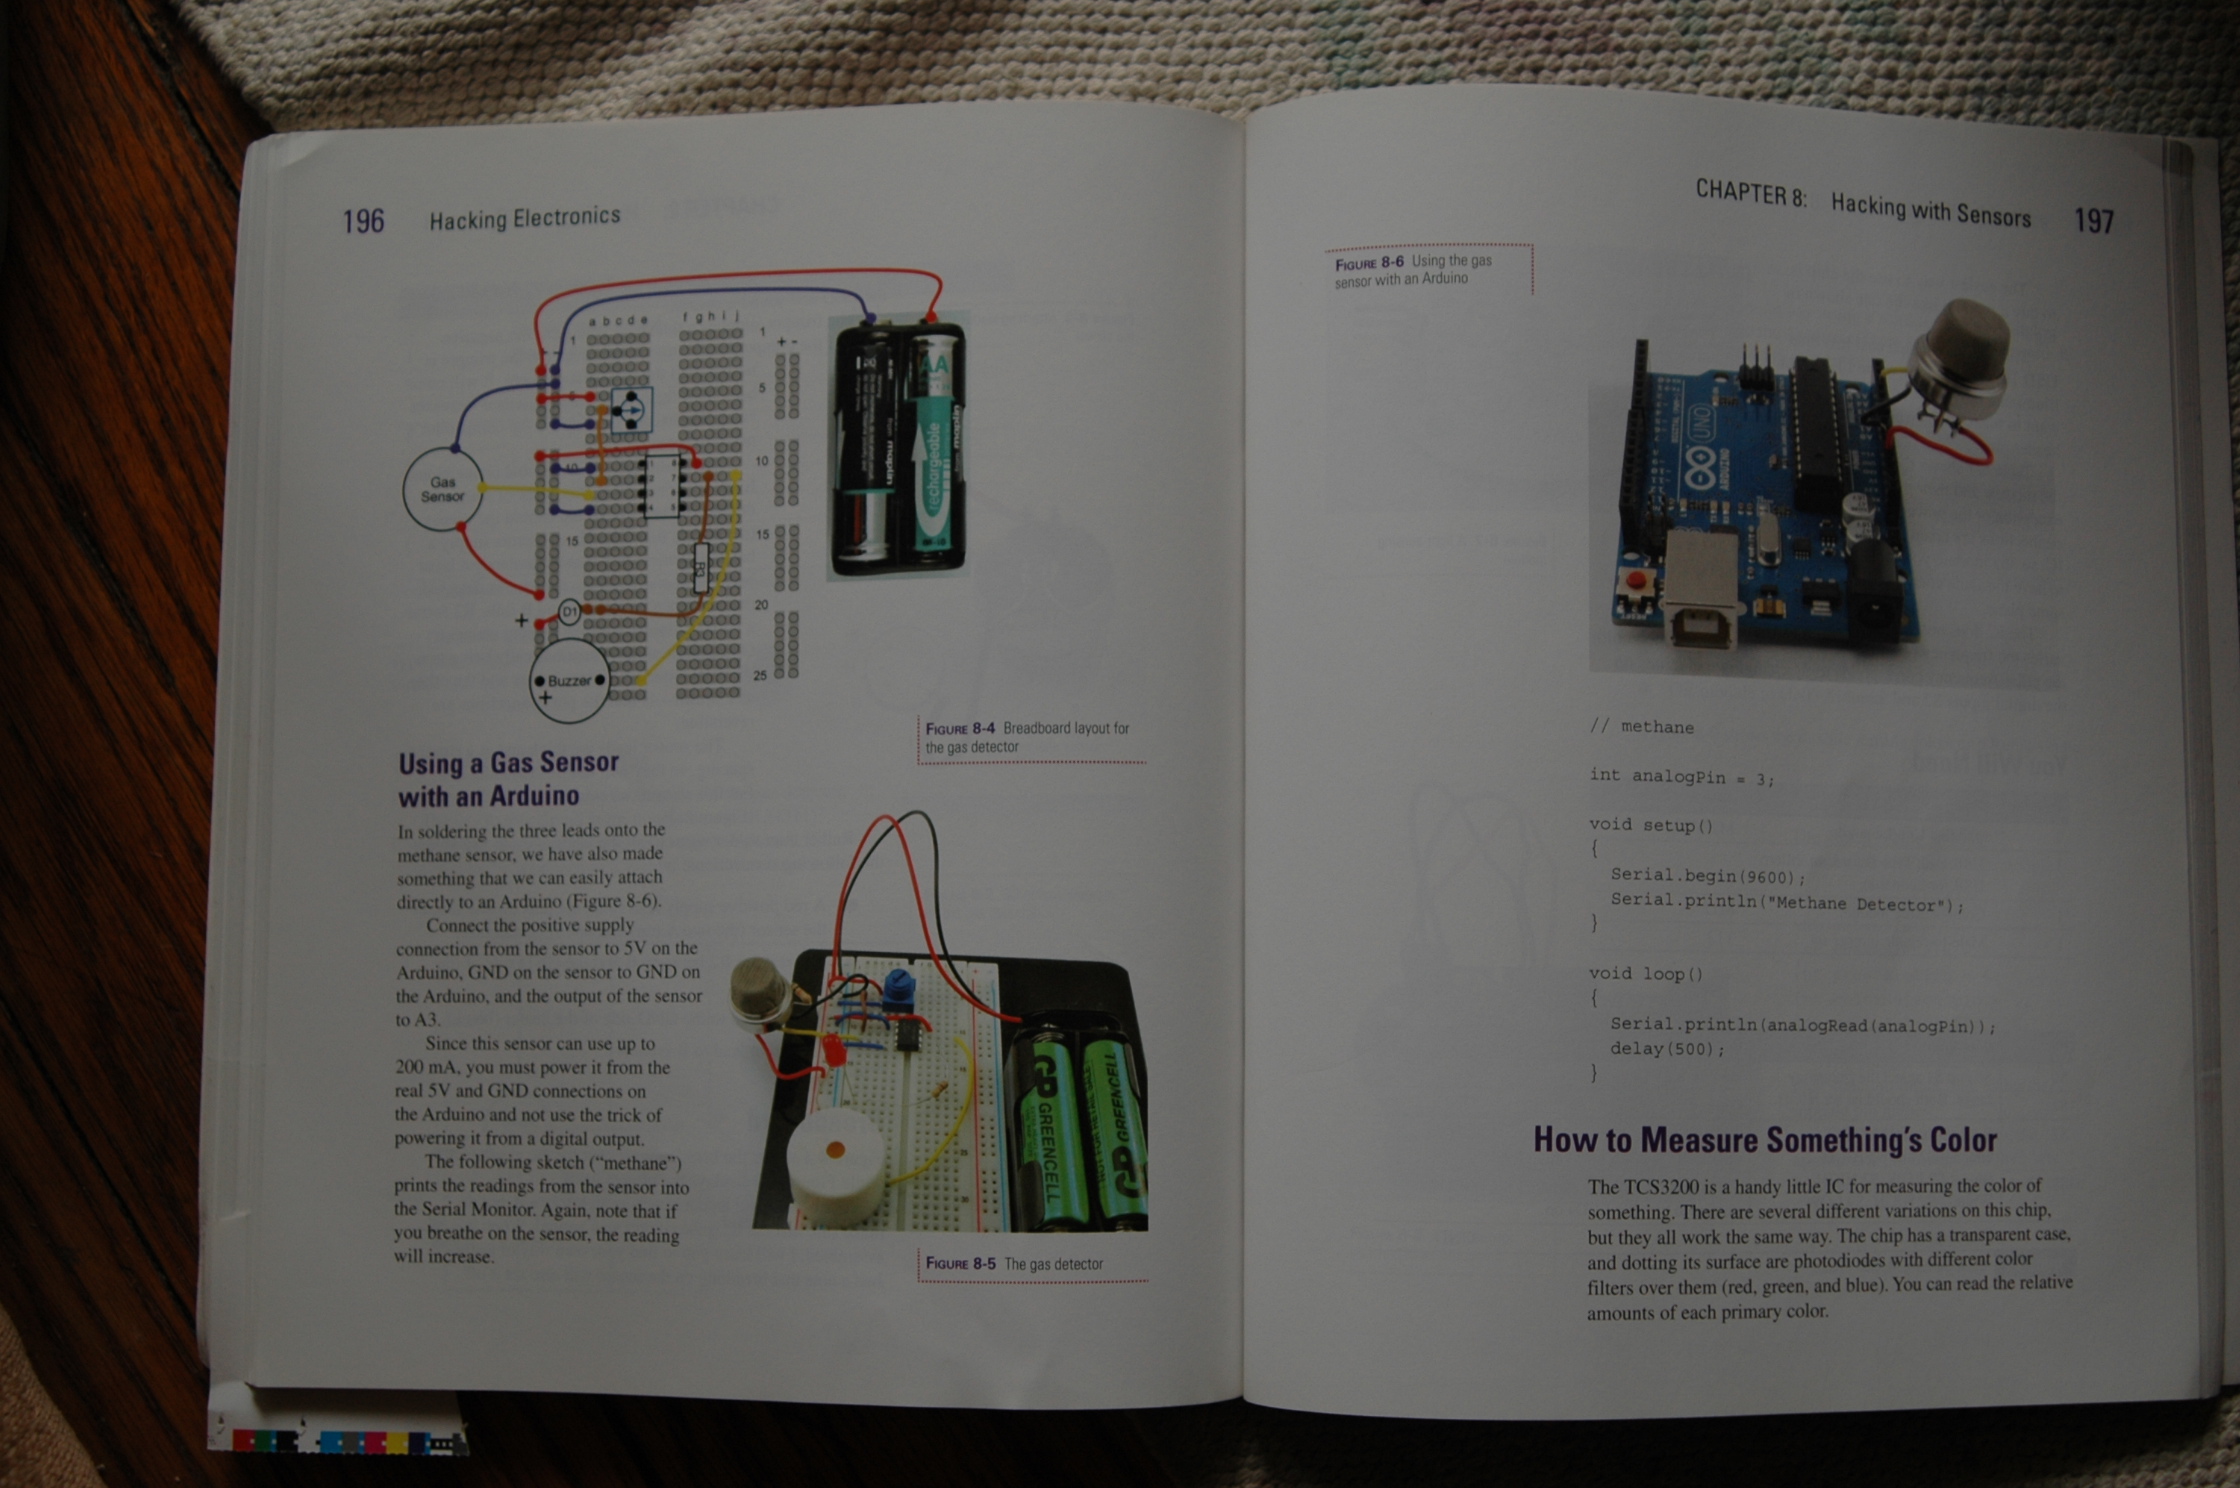 196 Hacking Electronics
a b c d e
f g h i j
1
1
+ -
5
10
10
15
15
20
25
Gas
Sensor
R1
D1
+
Buzzer
+
AA
rechargeable
maplin
FIGURE 8-4 Breadboard layout for
the gas detector
Using a Gas Sensor
with an Arduino
In soldering the three leads onto the
methane sensor, we have also made
something that we can easily attach
directly to an Arduino (Figure 8-6).
Connect the positive supply
connection from the sensor to 5V on the
Arduino, GND on the sensor to GND on
the Arduino, and the output of the sensor
to A3.
Since this sensor can use up to
200 mA, you must power it from the
real 5V and GND connections on
the Arduino and not use the trick of
powering it from a digital output.
The following sketch (“methane”)
prints the readings from the sensor into
the Serial Monitor. Again, note that if
you breathe on the sensor, the reading
will increase.
GP GREENCELL
GP GREENCELL
FIGURE 8-5 The gas detector
CHAPTER 8: Hacking with Sensors 197
FIGURE 8-6 Using the gas
sensor with an Arduino
UNO
ARDUINO
RESET
// methane
int analogPin = 3;
void setup()
{
Serial.begin(9600);
Serial.println("Methane Detector");
}
void loop()
{
Serial.println(analogRead(analogPin));
delay(500);
}
How to Measure Something's Color
The TCS3200 is a handy little IC for measuring the color of
something. There are several different variations on this chip,
but they all work the same way. The chip has a transparent case,
and dotting its surface are photodiodes with different color
filters over them (red, green, and blue). You can read the relative
amounts of each primary color.